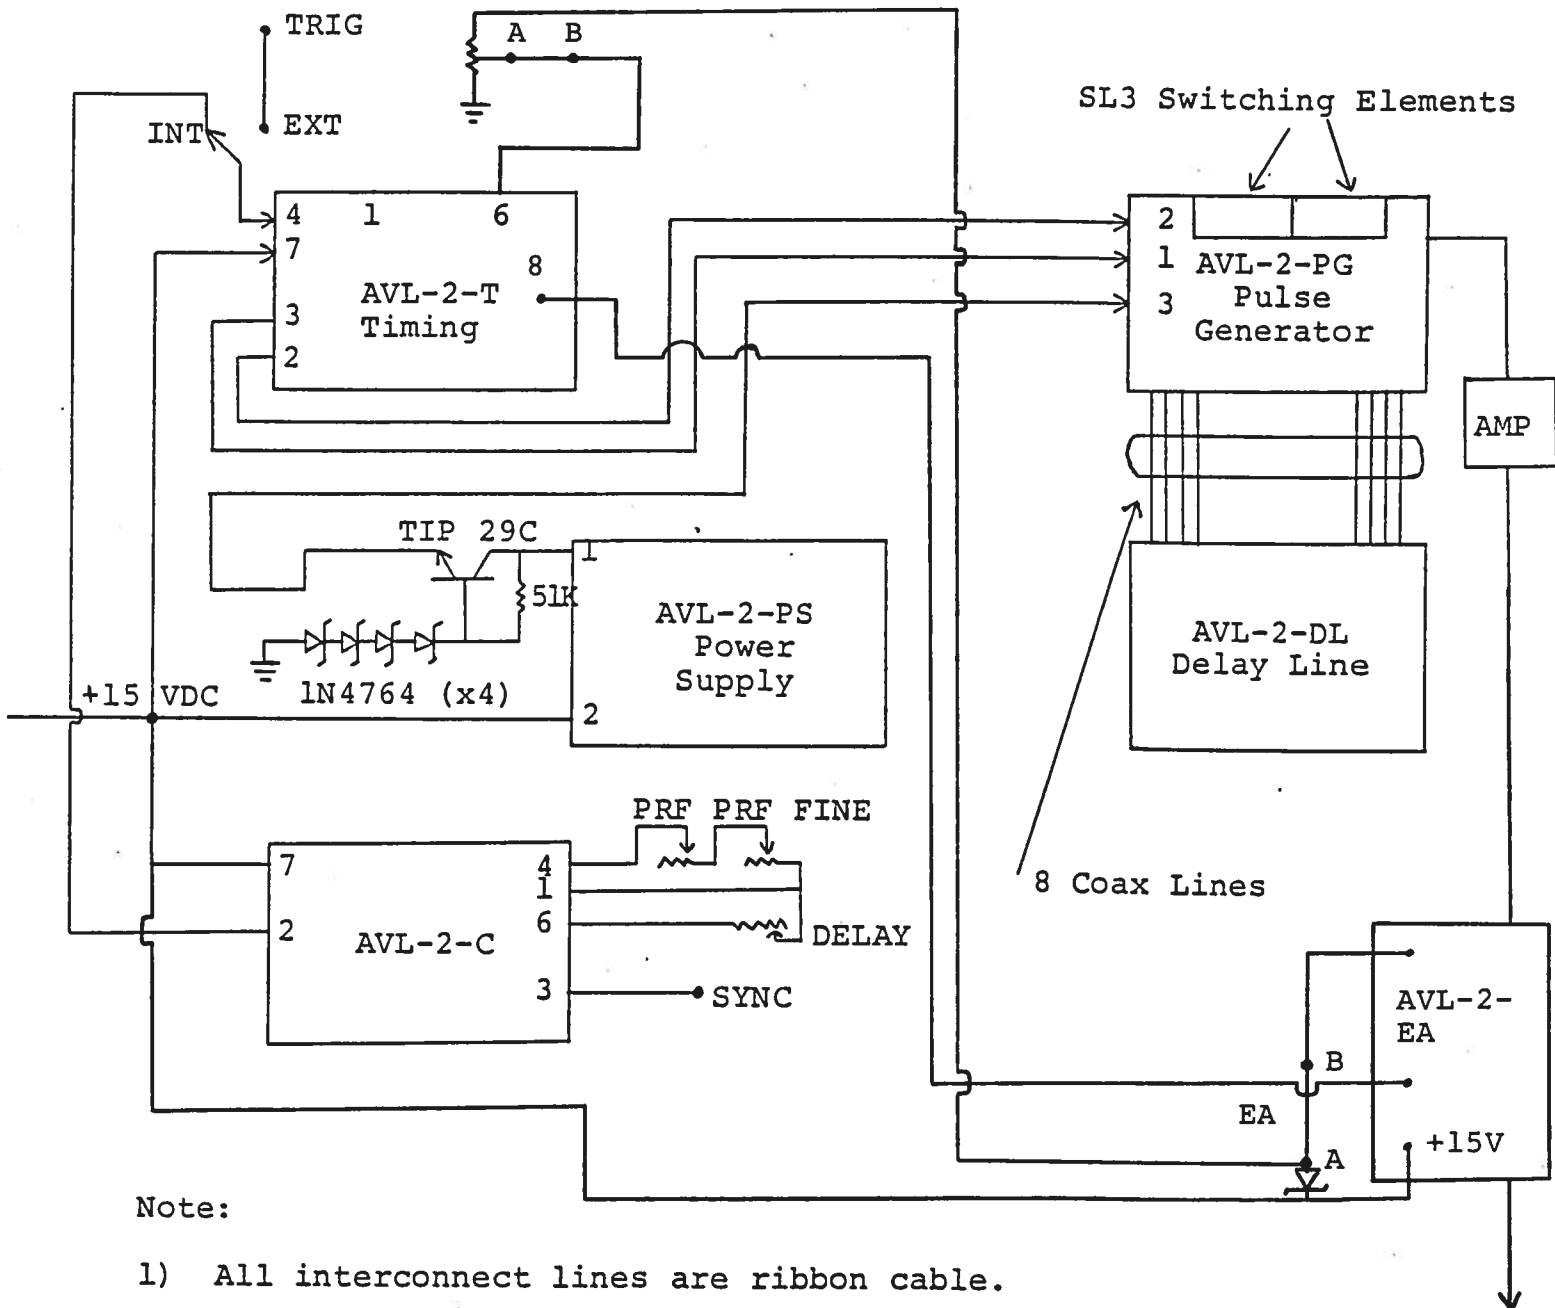 TRIG
A B
EXT
INT
SL3 Switching Elements
4 1 6
7
8
AVL-2-T
Timing
3
2
2
1 AVL-2-PG
Pulse
3
Generator
AMP
TIP 29C
1
51K
AVL-2-PS
Power
Supply
2
1N4764 (x4)
+15 VDC
AVL-2-DL
Delay Line
PRF PRF FINE
7
4
1
6
2
AVL-2-C
DELAY
3
SYNC
8 Coax Lines
AVL-2-
EA
B
EA
+15V
A
Note:
1) All interconnect lines are ribbon cable.